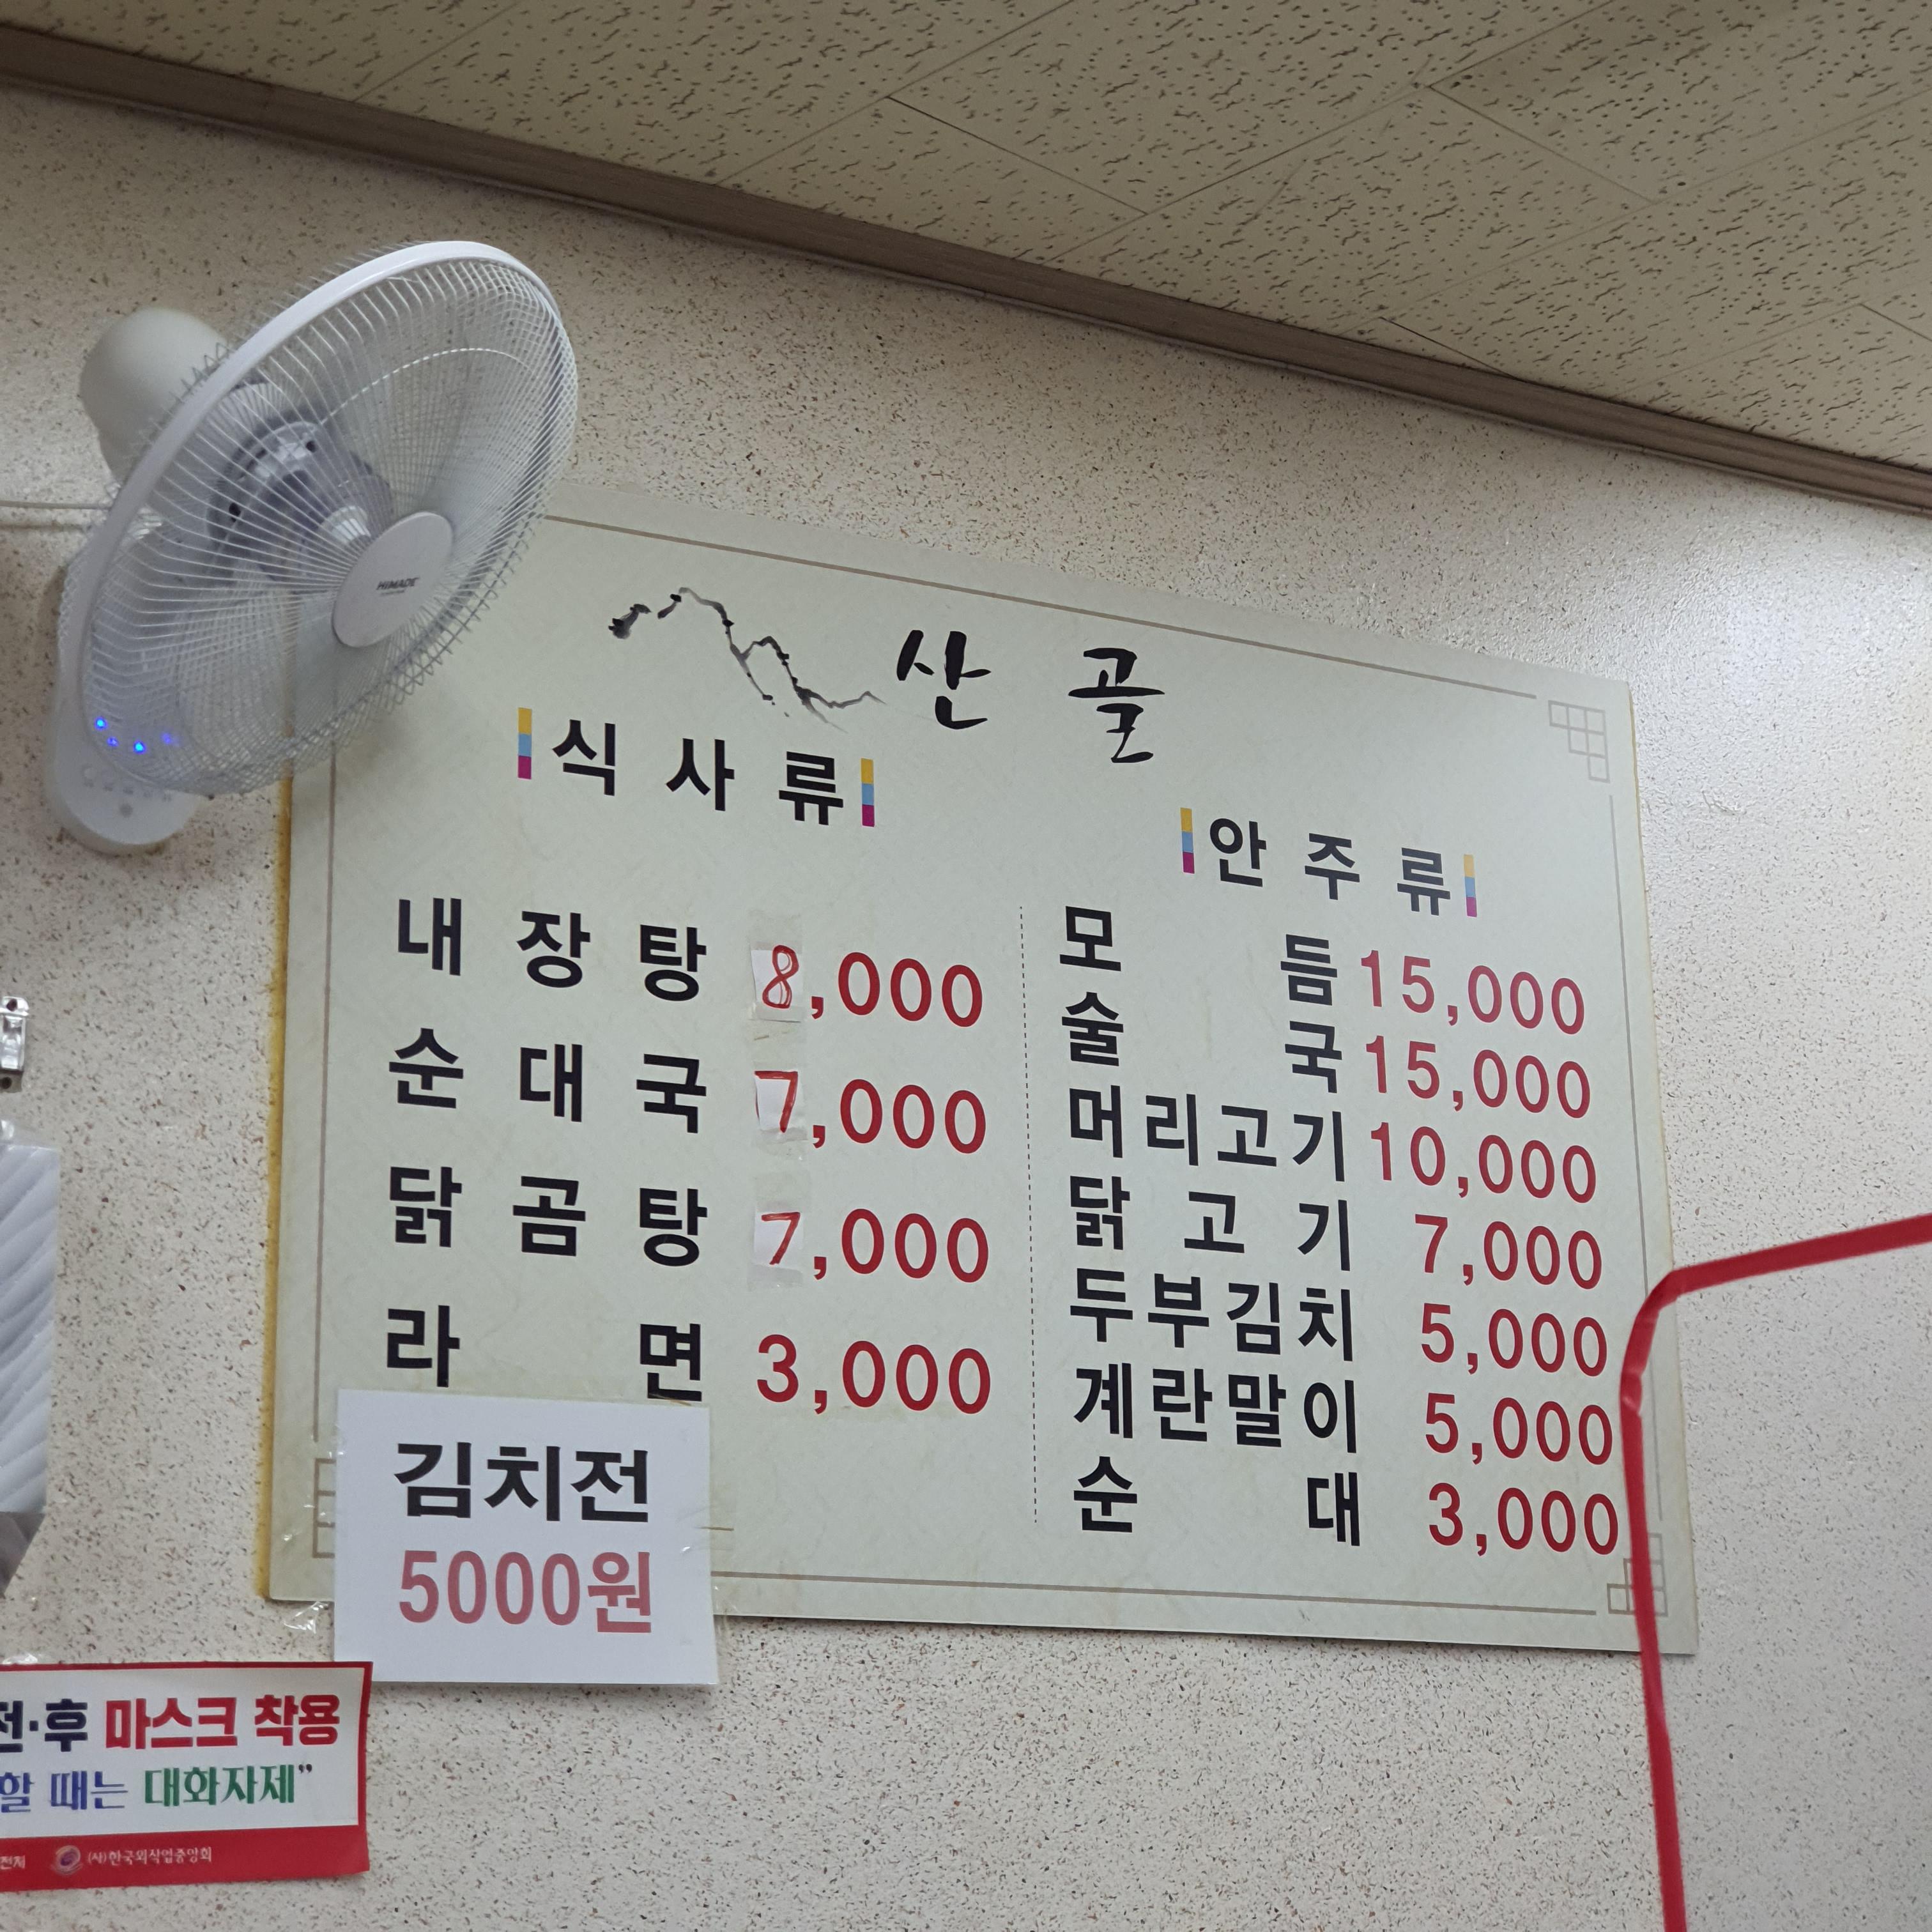 HIMADE
산골
식사류
내장탕 8,000
순대국 7,000
닭곰탕 7,000
라면 3,000
안주류
모듬 15,000
술국 15,000
머리고기 10,000
닭고기 7,000
두부김치 5,000
계란말이 5,000
순대 3,000
김치전
5000원
전·후 마스크 착용
할 때는 대화자제"
전처 (사)한국외식업중앙회